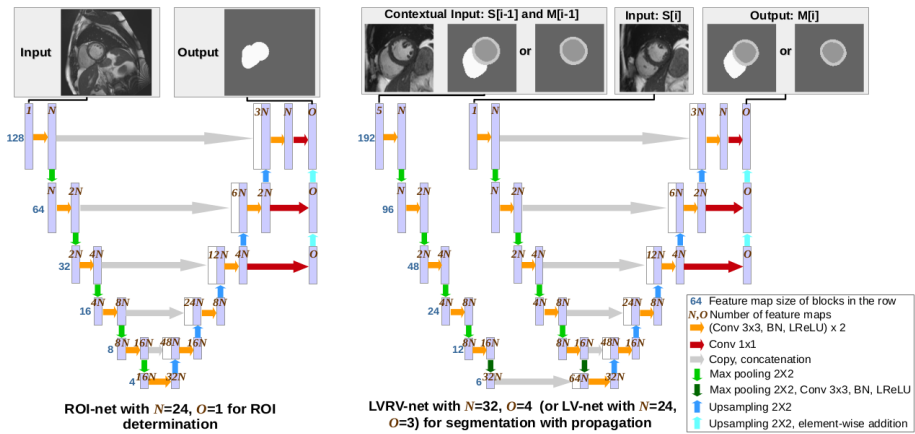 Input
Output
1
N
3N
N
O
128
N
2N
6N
2N
O
64
2N
4N
12N
4N
O
32
4N
8N
24N
8N
16
8N
16N
48N
16N
8
16N
32N
4
ROI-net with N=24, O=1 for ROI
determination
Contextual Input: S[i-1] and M[i-1]
or
Input: S[i]
Output: M[i]
or
5
N
1
N
3N
N
O
192
N
2N
N
2N
6N
2N
O
96
2N
4N
2N
4N
12N
4N
O
48
4N
8N
4N
8N
24N
8N
24
8N
16N
8N
16N
48N
16N
12
32N
64N
32N
6
LVRV-net with N=32, O=4 (or LV-net with N=24,
O=3) for segmentation with propagation
64 Feature map size of blocks in the row
N,O Number of feature maps
(Conv 3x3, BN, LReLU) x 2
Conv 1x1
Copy, concatenation
Max pooling 2X2
Max pooling 2X2, Conv 3x3, BN, LReLU
Upsampling 2X2
Upsampling 2X2, element-wise addition